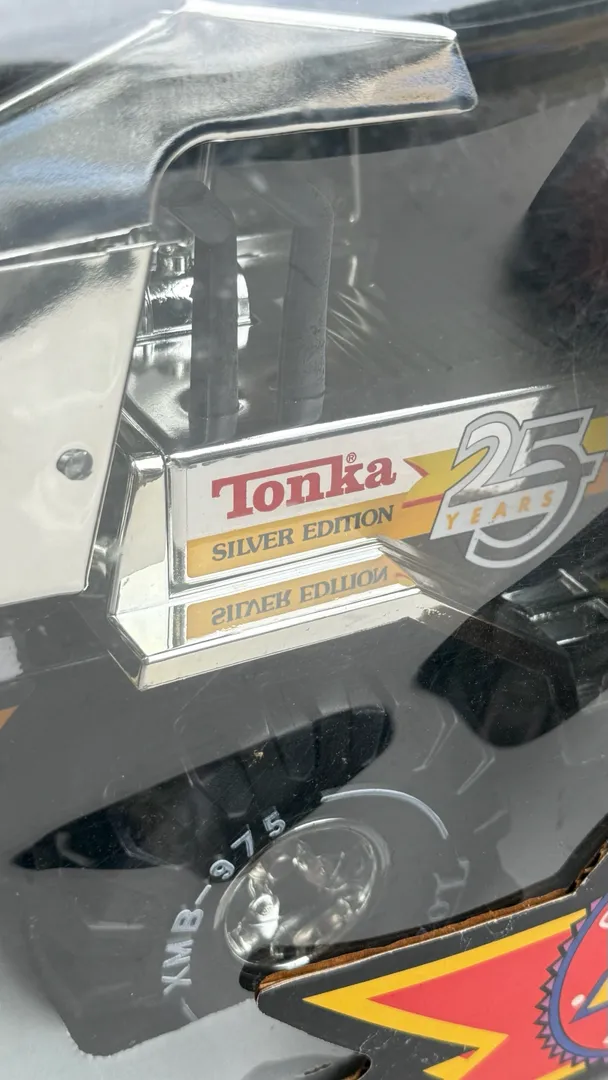 Tonka®
SILVER EDITION
25
YEARS
SILVER EDITION
XMB-975